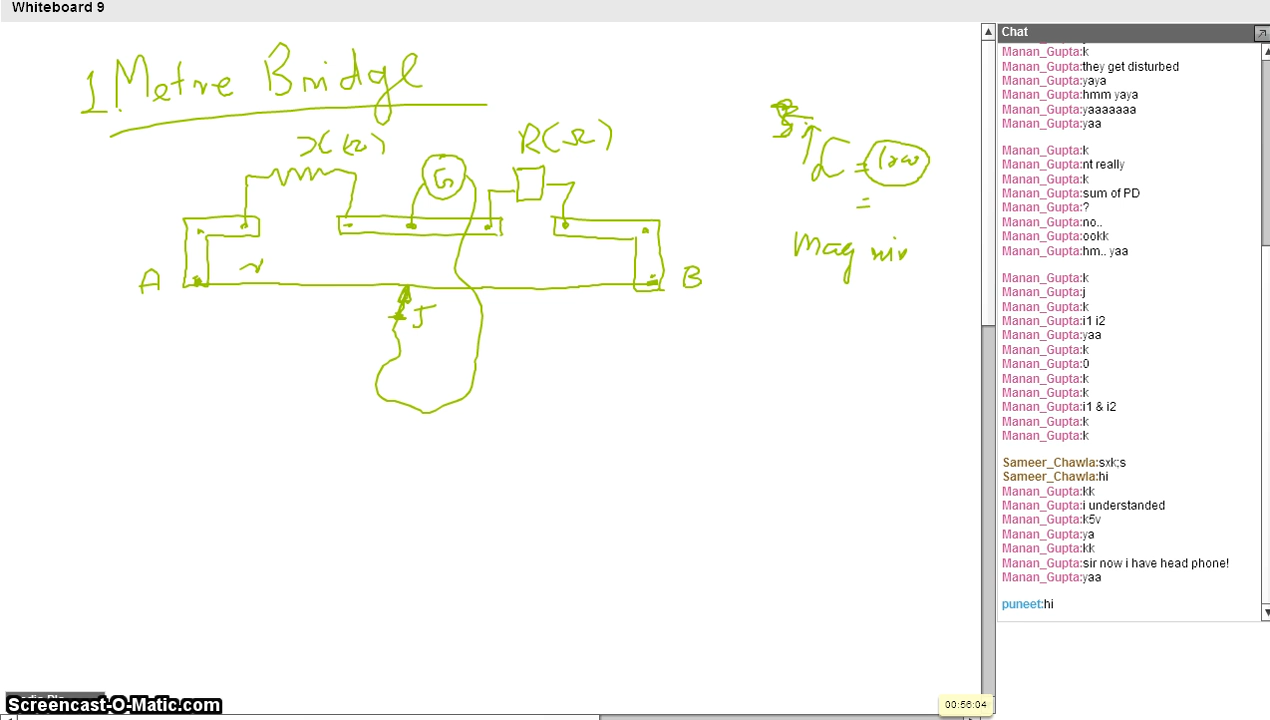 Whiteboard 9
1 Metre Bridge
R(Ω)
G
A
B
J
Mag
Chat
Manan_Gupta:k
Manan_Gupta:they get disturbed
Manan_Gupta:yaya
Manan_Gupta:hmm yaya
Manan_Gupta:yaaaaaaa
Manan_Gupta:yaa
Manan_Gupta:k
Manan_Gupta:nt really
Manan_Gupta:k
Manan_Gupta:sum of PD
Manan_Gupta:?
Manan_Gupta:no..
Manan_Gupta:ookk
Manan_Gupta:hm.. yaa
Manan_Gupta:k
Manan_Gupta:j
Manan_Gupta:k
Manan_Gupta:i1 i2
Manan_Gupta:yaa
Manan_Gupta:k
Manan_Gupta:0
Manan_Gupta:k
Manan_Gupta:k
Manan_Gupta:i1 & i2
Manan_Gupta:k
Manan_Gupta:k
Sameer_Chawla:sxk;s
Sameer_Chawla:hi
Manan_Gupta:kk
Manan_Gupta:i understanded
Manan_Gupta:k5v
Manan_Gupta:ya
Manan_Gupta:kk
Manan_Gupta:sir now i have head phone!
Manan_Gupta:yaa
puneet:hi
Screencast-O-Matic.com
00:56:04